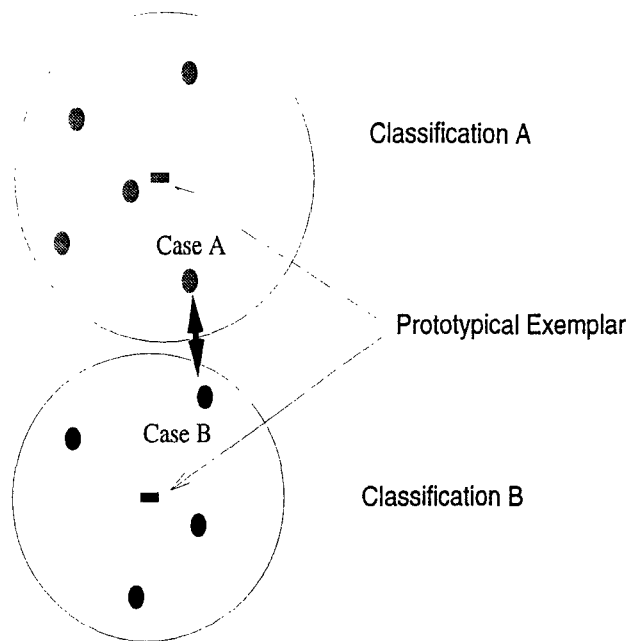 Classification A
Case A
Prototypical Exemplar
Case B
Classification B